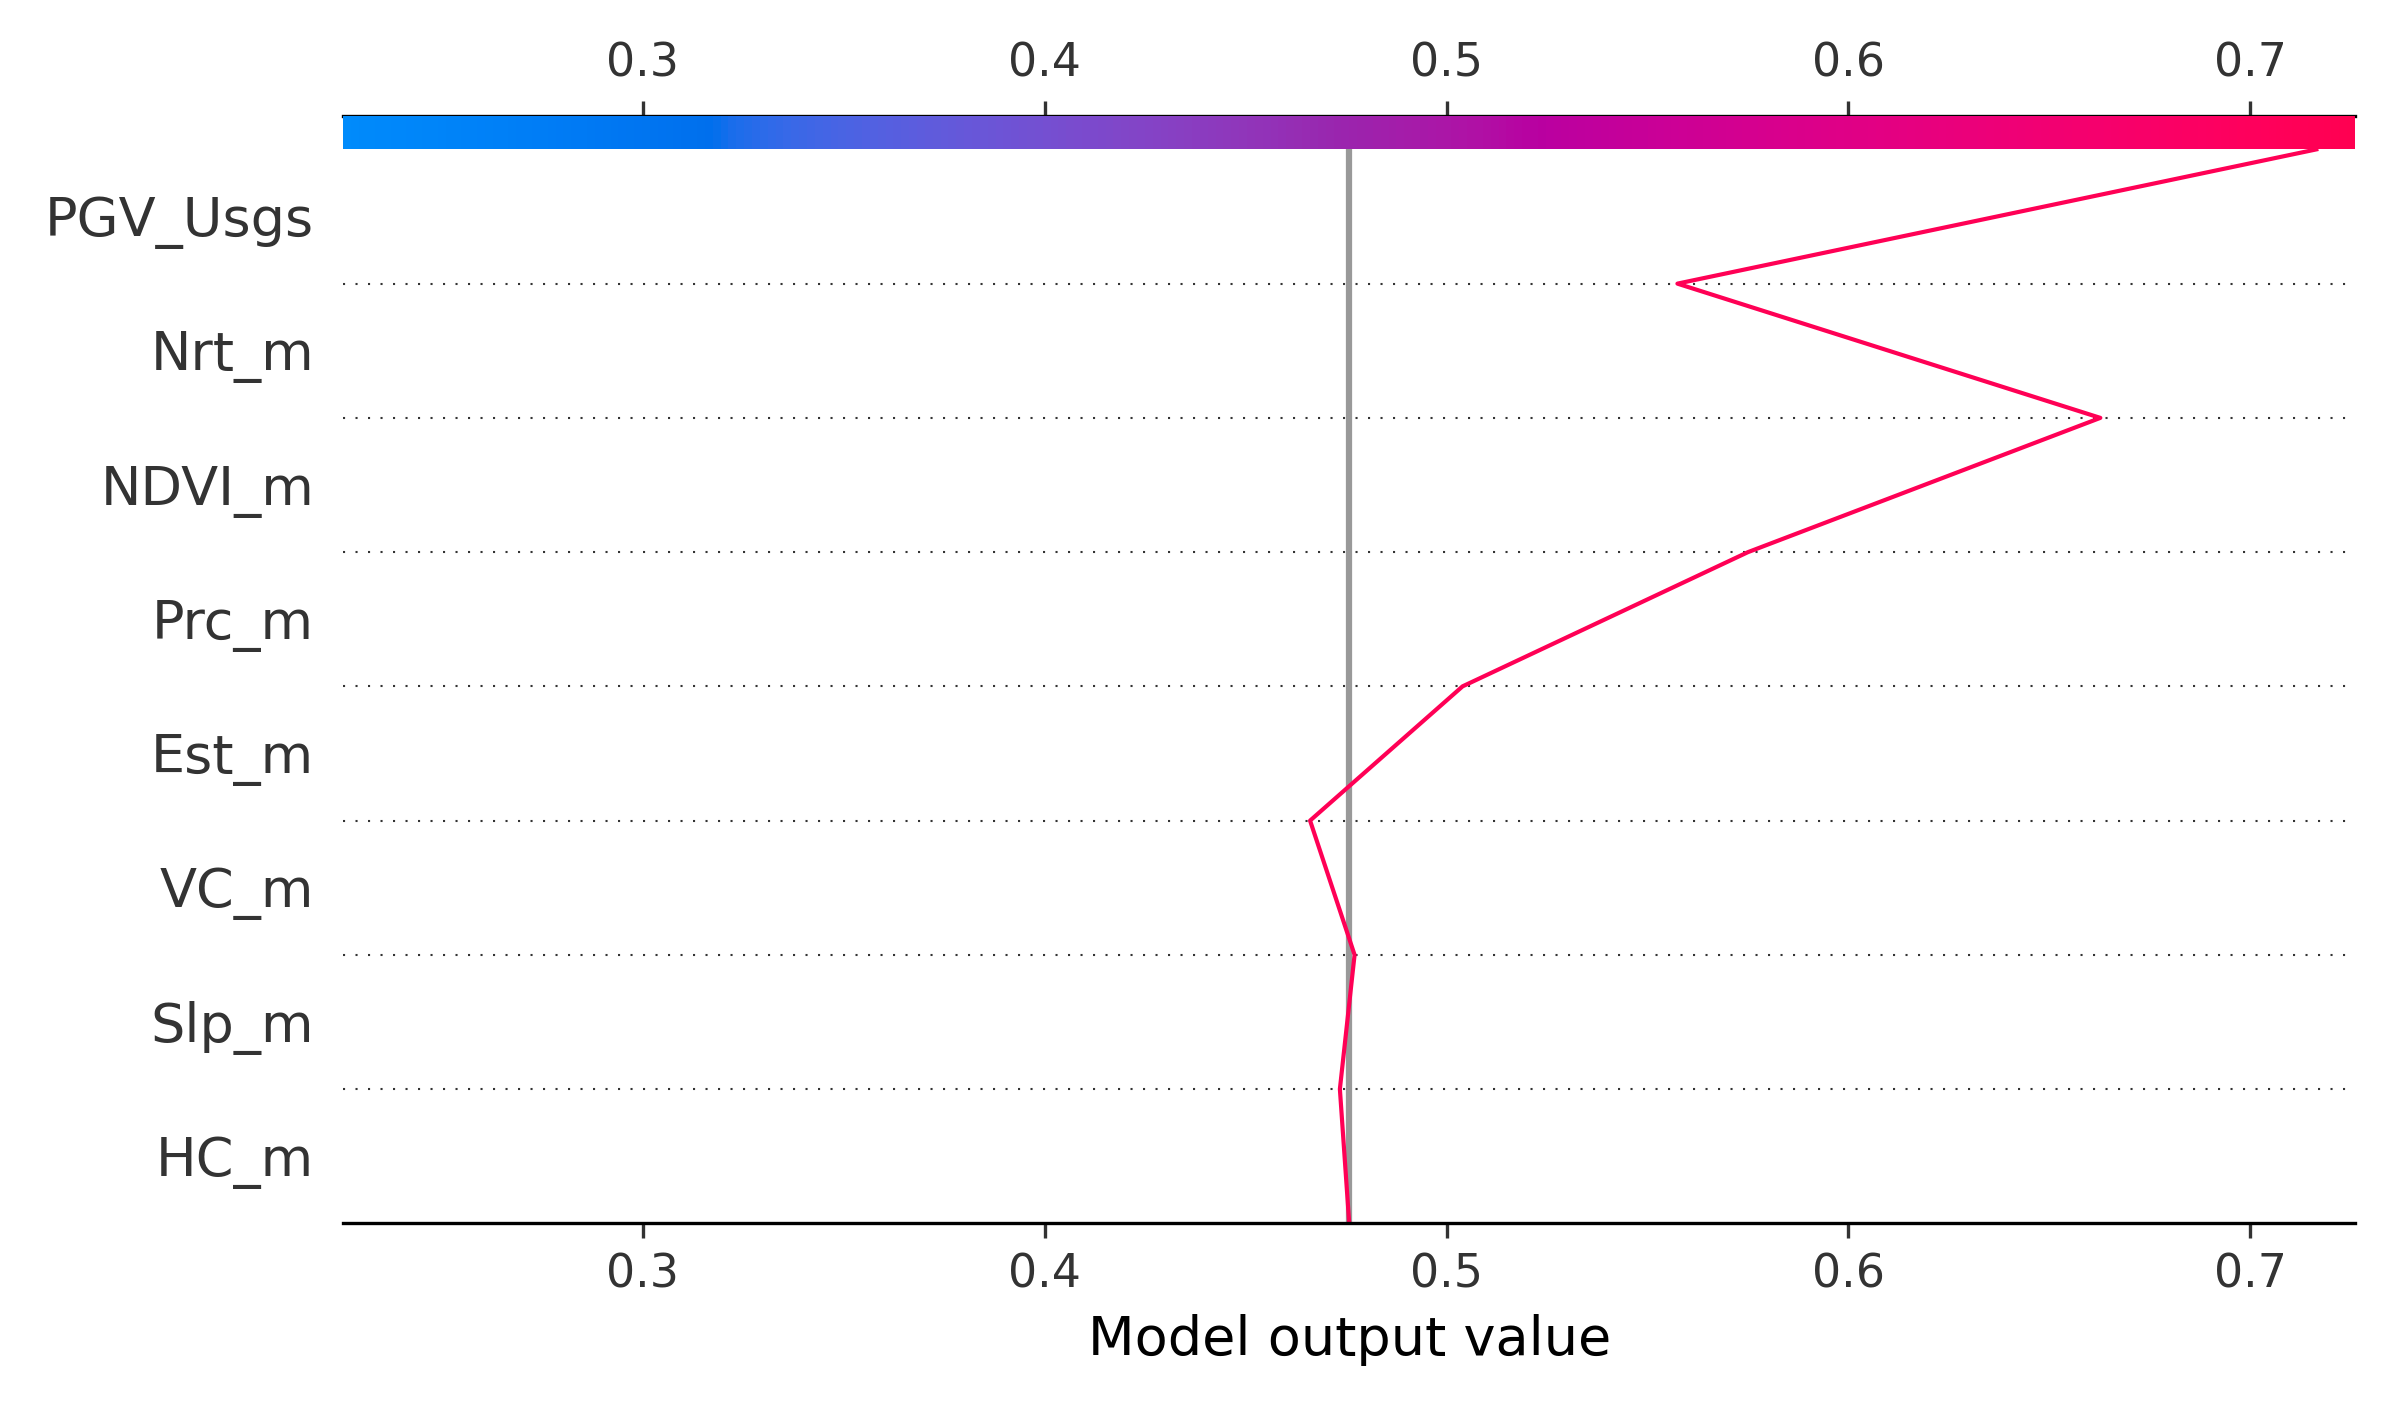 0.3 0.4 0.5 0.6 0.7
PGV_Usgs
Nrt_m
NDVI_m
Prc_m
Est_m
VC_m
Slp_m
HC_m
0.3 0.4 0.5 0.6 0.7
Model output value